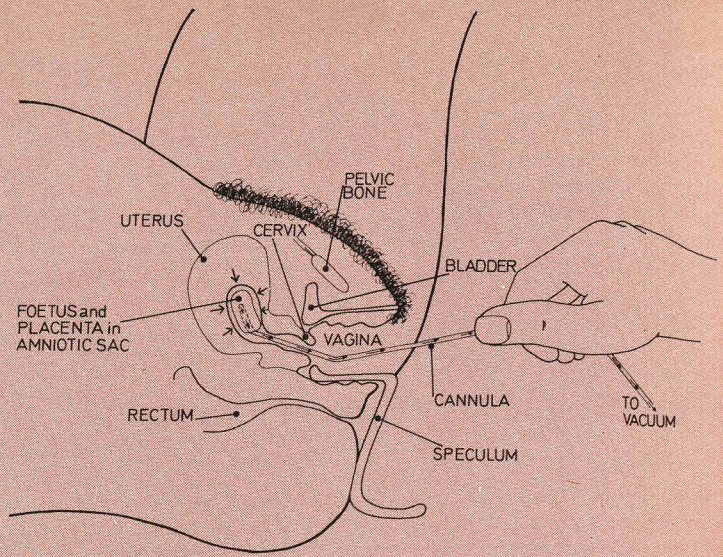 PELVIC
BONE
UTERUS
CERVIX
BLADDER
FOETUS and
PLACENTA in
AMNIOTIC SAC
VAGINA
CANNULA
TO
VACUUM
RECTUM
SPECULUM